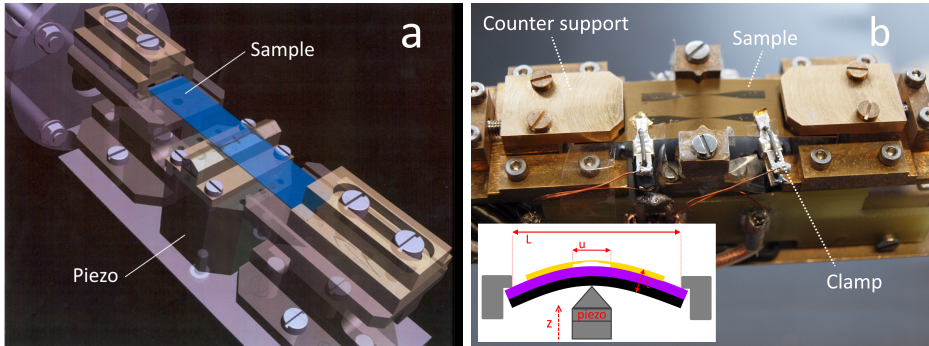 a
Sample
Piezo
b
Counter support
Sample
Clamp
L
u
z
piezo